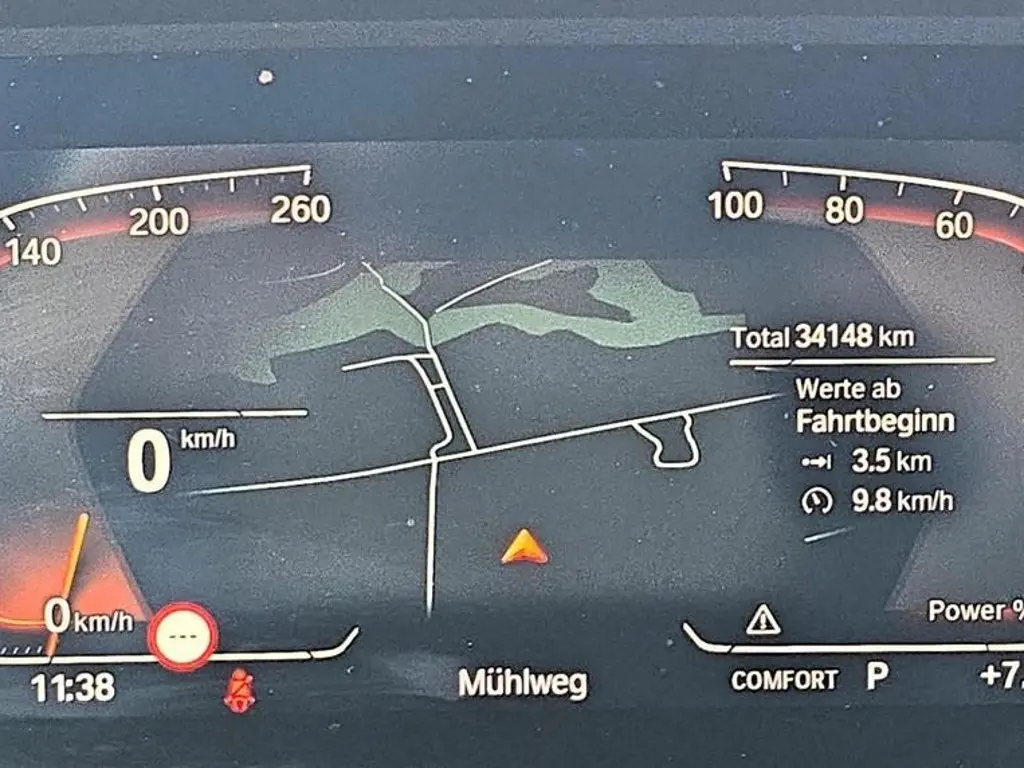 140 200 260
100 80 60
Total 34148 km
Werte ab
Fahrtbeginn
3.5 km
9.8 km/h
0 km/h
0 km/h
---
Power %
11:38
Mühlweg
COMFORT P
+7.